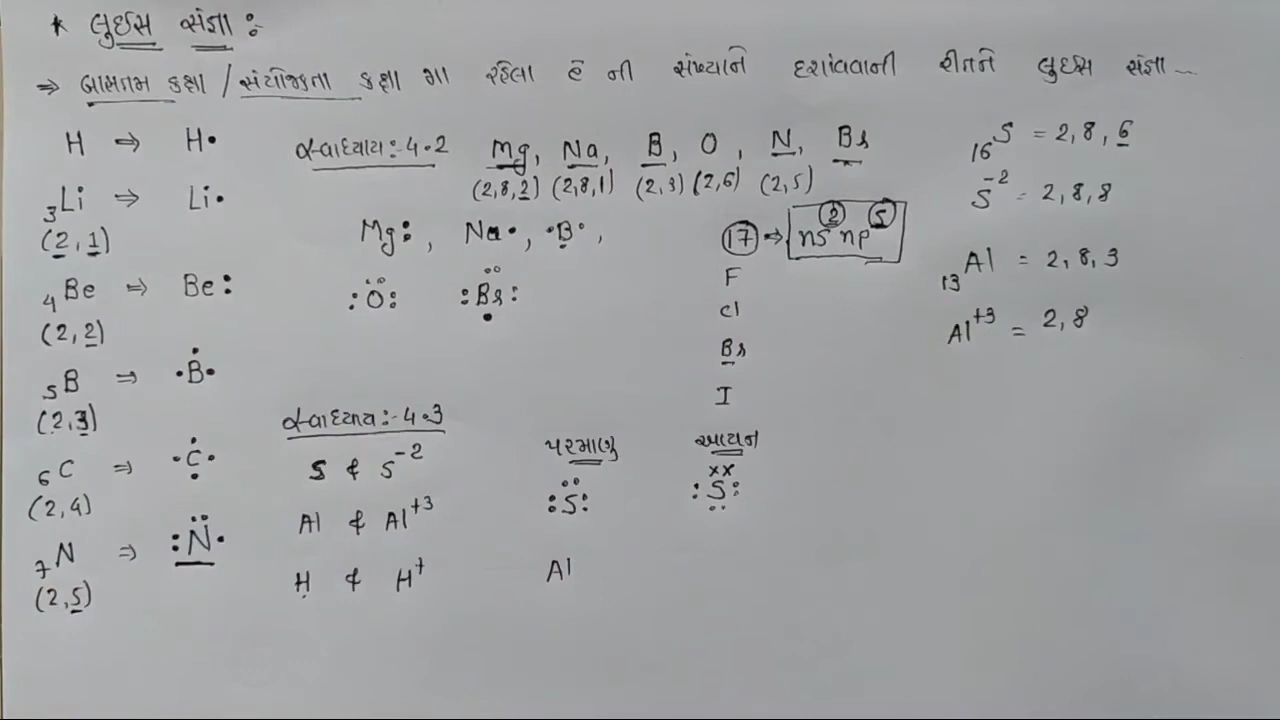 * લુઈસ સંજ્ઞા :-
⇒ બાહ્યતમ કક્ષા / સંયોજકતા કક્ષા મા રહેલા ē ની સંખ્યાને દર્શાવવાની રીતને લુઈસ સંજ્ઞા ...
H ⇒ H•
₃Li ⇒ Li•
(2, 1)
₄Be ⇒ Be:
(2, 2)
₅B ⇒ •B•
(2, 3)
₆C ⇒ •C•
(2, 4)
₇N ⇒ :N•
(2, 5)
સ્વાધ્યાય :- 4.2 Mg, Na, B, O, N, Br
(2,8,2) (2,8,1) (2,3) (2,6) (2,5)
Mg:, Na•, •B•,
:O: :Br:
17 ⇒ ns² np⁵
F
Cl
Br
I
₁₆S = 2, 8, 6
S⁻² = 2, 8, 8
₁₃Al = 2, 8, 3
Al⁺³ = 2, 8
સ્વાધ્યાય :- 4.3
પરમાણુ આયન
S & S⁻² :S: :S:
Al & Al⁺³
H & H⁺ Al